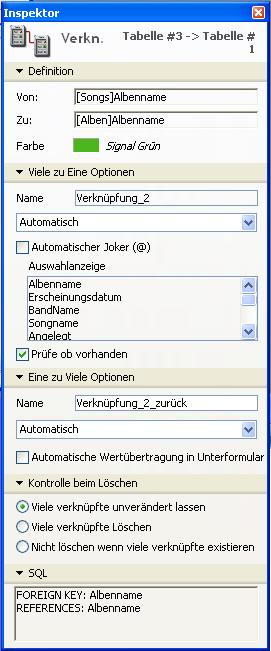 Inspektor
Verkn.
Tabelle #3 -> Tabelle #
1
Definition
Von: [Songs]Albenname
Zu: [Alben]Albenname
Farbe Signal Grün
Viele zu Eine Optionen
Name Verknüpfung_2
Automatisch
Automatischer Joker (@)
Auswahlanzeige
Albenname
Erscheinungsdatum
BandName
Songname
Angelegt
Prüfe ob vorhanden
Eine zu Viele Optionen
Name Verknüpfung_2_zurück
Automatisch
Automatische Wertübertragung in Unterformular
Kontrolle beim Löschen
Viele verknüpfte unverändert lassen
Viele verknüpfte Löschen
Nicht löschen wenn viele verknüpfte existieren
SQL
FOREIGN KEY: Albenname
REFERENCES: Albenname